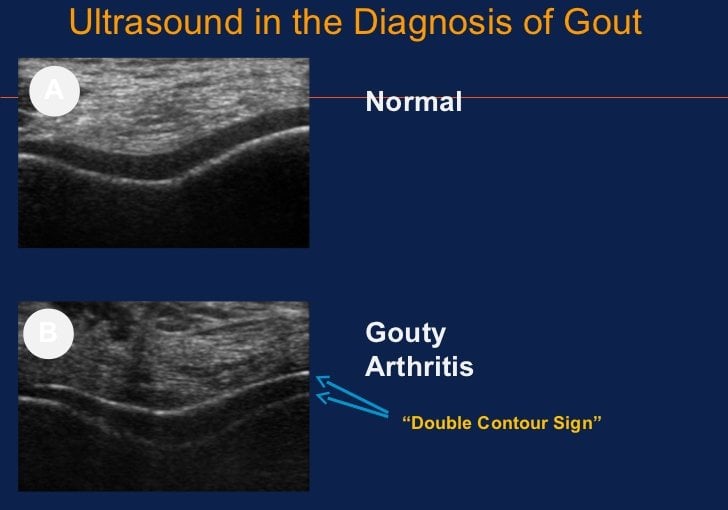 Ultrasound in the Diagnosis of Gout
A
Normal
B
Gouty
Arthritis
“Double Contour Sign”